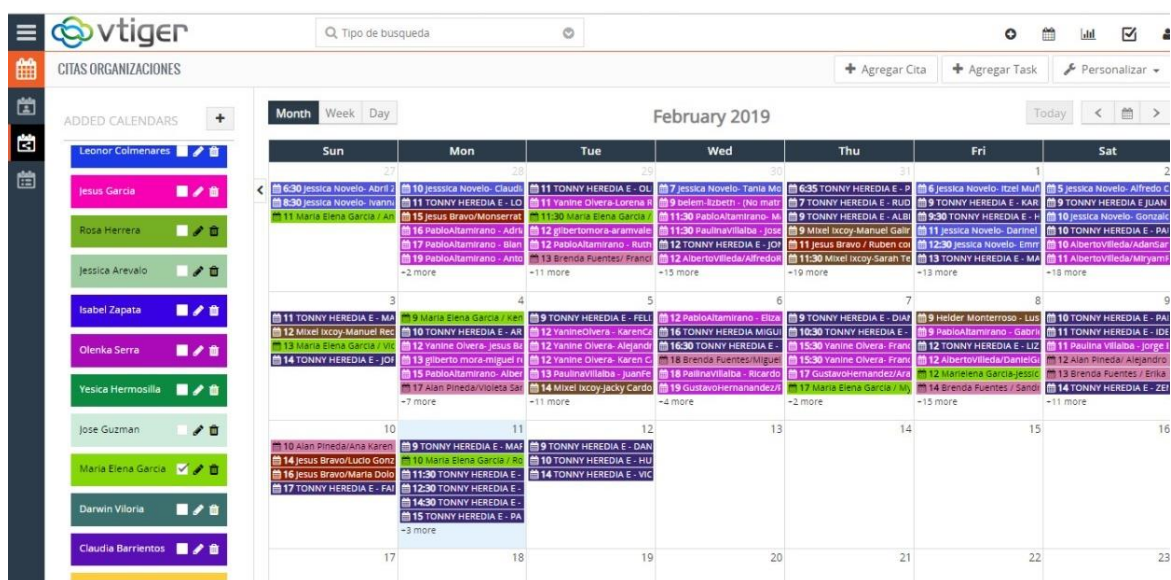 vtiger
Tipo de busqueda
CITAS ORGANIZACIONES
Agregar Cita
Agregar Task
Personalizar
ADDED CALENDARS
Leonor Colmenares
Jesus Garcia
Rosa Herrera
Jessica Arevalo
Isabel Zapata
Olenka Serra
Yesica Hermosilla
Jose Guzman
Maria Elena Garcia
Darwin Viloria
Claudia Barrientos
Month Week Day
February 2019
Today
Sun Mon Tue Wed Thu Fri Sat
27 28 29 30 31 1 2
6:30 Jessica Novelo- Abril
8:30 Jessica Novelo- Ivann
11 Maria Elena Garcia / An
10 Jesssica Novelo- Claudi
11 TONNY HEREDIA E - LO
15 Jesus Bravo/Monserrat
16 PabloAltamirano - Adri
17 PabloAltamirano - Bian
19 PabloAltamirano - Anto
+2 more
11 TONNY HEREDIA E - OL
11 Yanine Olvera-Lorena R
11:30 Maria Elena Garcia /
12 gilbertomora-aramvale
12 PabloAltamirano - Ruth
13 Brenda Fuentes/ Franci
+11 more
7 Jessica Novelo- Tania Mo
9 belem-lizbeth - (No matr
11:30 PabloAltamirano- M
11:30 PaulinaVillalba - Jose
12 TONNY HEREDIA E - JO
12 AlbertoVilleda/AlfredoR
+15 more
6:35 TONNY HEREDIA E - P
7 TONNY HEREDIA E - RUD
9 TONNY HEREDIA E - ALB
9 Mixel Ixcoy-Manuel Galin
11 Jesus Bravo / Ruben co
11:30 Mixel Ixcoy-Sarah Te
+19 more
6 Jessica Novelo- Itzel Muñ
9 TONNY HEREDIA E - KAR
9:30 TONNY HEREDIA E - H
11 Jessica Novelo- Darinel
12:30 Jessica Novelo- Emm
13 TONNY HEREDIA E - MA
+13 more
5 Jessica Novelo- Alfredo C
9 TONNY HEREDIA E JUAN
10 Jessica Novelo- Gonzalo
10 TONNY HEREDIA E - PA
10 AlbertoVilleda/AdanSar
11 AlbertoVilleda/MiryamF
+18 more
3 4 5 6 7 8 9
11 TONNY HEREDIA E - MA
12 Mixel Ixcoy-Manuel Rec
13 Maria Elena Garcia / Vic
14 TONNY HEREDIA E - JO
9 Maria Elena Garcia / Ken
10 TONNY HEREDIA E - AR
12 Yanine Olvera- Jesus Ba
13 gilberto mora-miguel r
15 PabloAltamirano- Alber
17 Alan Pineda/Violeta San
+7 more
9 TONNY HEREDIA E - FELI
12 YanineOlvera - KarenCa
12 Yanine Olvera- Alejandr
12 Yanine Olvera- Karen C
13 PaulinaVillalba - JuanFe
14 Mixel Ixcoy-Jacky Cardo
+11 more
12 PabloAltamirano - Eliza
16 TONNY HEREDIA MIGU
16:30 TONNY HEREDIA E -
18 Brenda Fuentes/Miguel
18 PailinaVillalba - Ricardo
19 GustavoHernanandez/F
+4 more
9 TONNY HEREDIA E - DIA
10:30 TONNY HEREDIA E -
15:30 Yanine Olvera- Franc
15:30 Yanine Olvera- Franc
17 GustavoHernandez/Ara
17 Maria Elena Garcia / My
+2 more
9 Helder Monterroso - Lus
9 PabloAltamirano - Gabri
12 TONNY HEREDIA E - LIZ
12 AlbertoVilleda/DanielG
12 Marielena Garcia-Jessic
14 Brenda Fuentes / Sandr
+15 more
10 TONNY HEREDIA E - PA
11 TONNY HEREDIA E - IDE
11 Paulina Villalba - Jorge
12 Alan Pineda/ Alejandro
13 Brenda Fuentes / Erika
14 TONNY HEREDIA E - ZE
+11 more
10 11 12 13 14 15 16
10 Alan Pineda/Ana Karen
14 Jesus Bravo/Lucio Gonz
16 Jesus Bravo/Maria Dolo
17 TONNY HEREDIA E - FA
9 TONNY HEREDIA E - MAR
10 Maria Elena Garcia / Ro
11:30 TONNY HEREDIA E -
12:30 TONNY HEREDIA E -
14:30 TONNY HEREDIA E -
15 TONNY HEREDIA E - PA
+3 more
9 TONNY HEREDIA E - DAN
10 TONNY HEREDIA E - HU
14 TONNY HEREDIA E - VIC
17 18 19 20 21 22 23